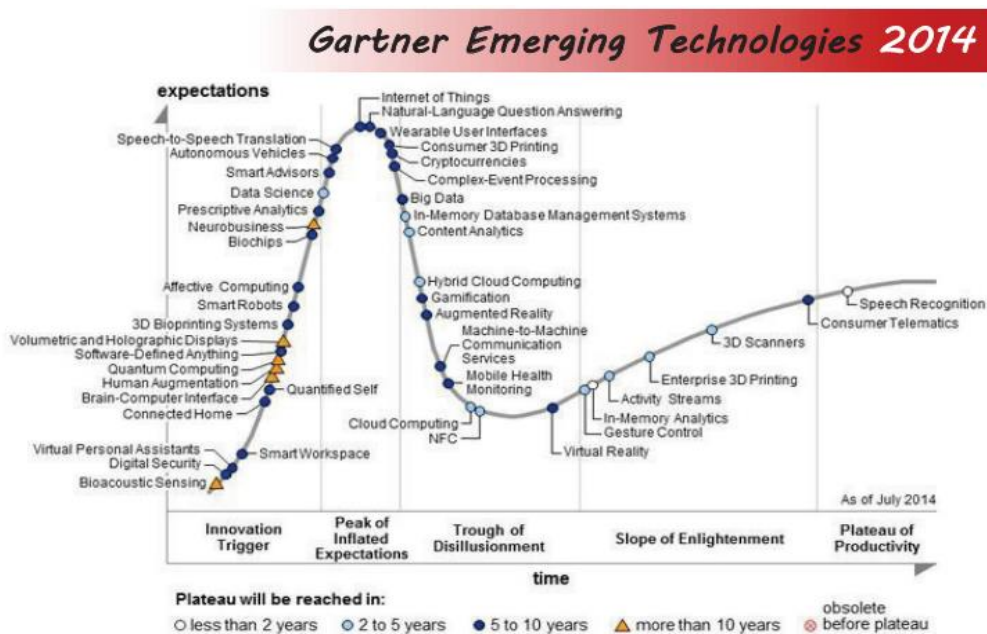 Gartner Emerging Technologies 2014
expectations
Internet of Things
Natural-Language Question Answering
Wearable User Interfaces
Consumer 3D Printing
Cryptocurrencies
Complex-Event Processing
Speech-to-Speech Translation
Autonomous Vehicles
Smart Advisors
Data Science
Prescriptive Analytics
Neurobusiness
Biochips
Big Data
In-Memory Database Management Systems
Content Analytics
Hybrid Cloud Computing
Gamification
Augmented Reality
Machine-to-Machine
Communication
Services
Mobile Health
Monitoring
Affective Computing
Smart Robots
3D Bioprinting Systems
Volumetric and Holographic Displays
Software-Defined Anything
Quantum Computing
Human Augmentation
Brain-Computer Interface
Connected Home
Quantified Self
Virtual Personal Assistants
Digital Security
Bioacoustic Sensing
Smart Workspace
Cloud Computing
NFC
Virtual Reality
Gesture Control
In-Memory Analytics
Activity Streams
Enterprise 3D Printing
3D Scanners
Consumer Telematics
Speech Recognition
As of July 2014
Innovation
Trigger
Peak of
Inflated
Expectations
Trough of
Disillusionment
Slope of Enlightenment
Plateau of
Productivity
time
Plateau will be reached in:
less than 2 years
2 to 5 years
5 to 10 years
more than 10 years
obsolete
before plateau